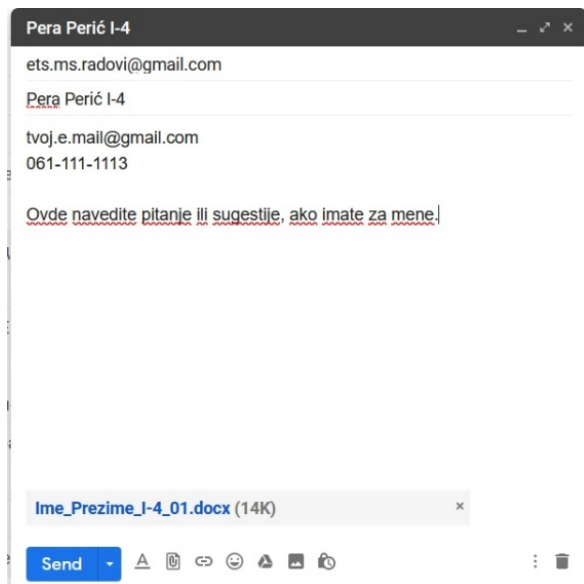 Pera Perić I-4
ets.ms.radovi@gmail.com
Pera Perić I-4
tvoj.e.mail@gmail.com
061-111-1113
Ovde navedite pitanje ili sugestije, ako imate za mene.
Ime_Prezime_I-4_01.docx (14K)
Send